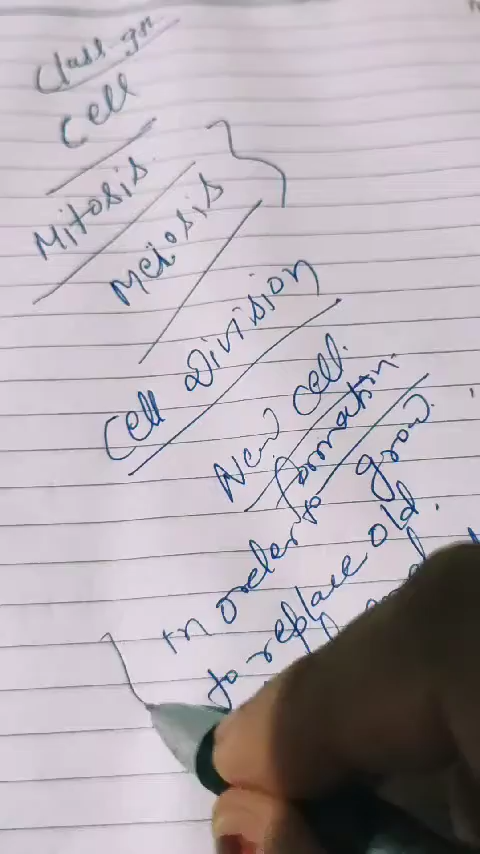 Class 9th
Cell
Mitosis
Meiosis
Cell Division
New cell
formation.
In order to grow.
to replace old.